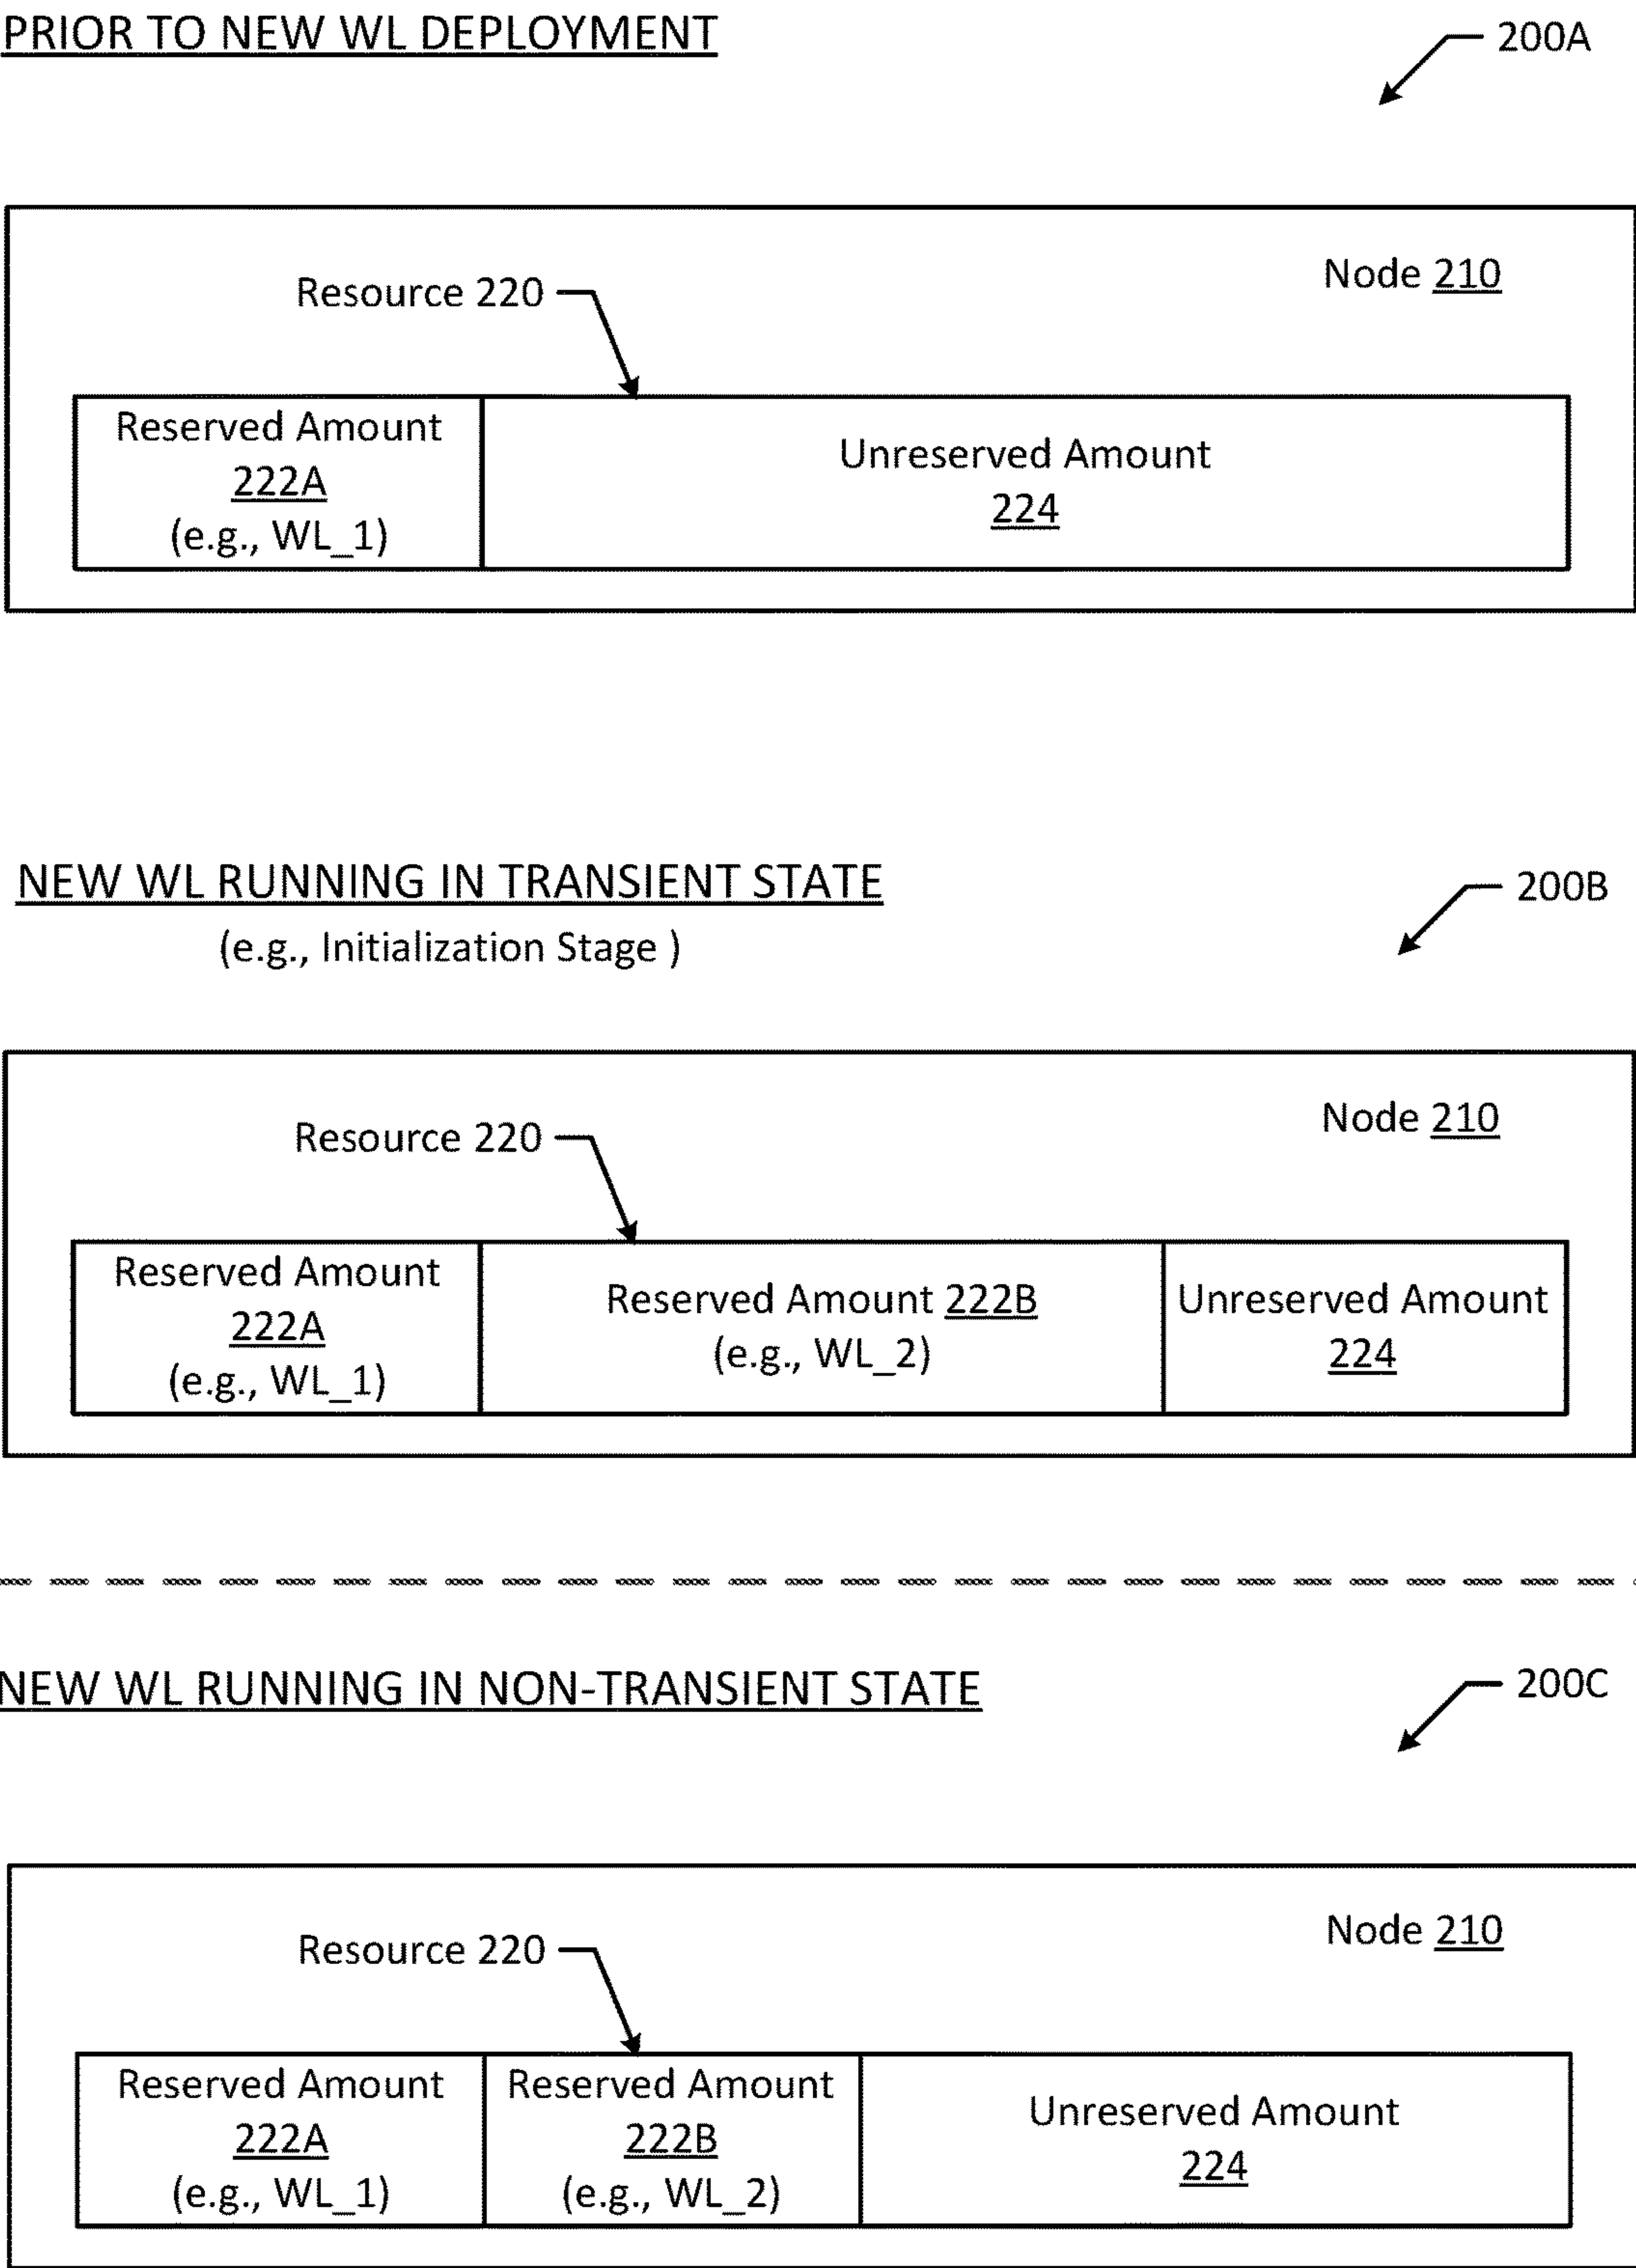 PRIOR TO NEW WL DEPLOYMENT
200A
Node 210
Resource 220
Reserved Amount
222A
(e.g., WL_1)
Unreserved Amount
224
NEW WL RUNNING IN TRANSIENT STATE
(e.g., Initialization Stage )
200B
Node 210
Resource 220
Reserved Amount
222A
(e.g., WL_1)
Reserved Amount 222B
(e.g., WL_2)
Unreserved Amount
224
NEW WL RUNNING IN NON-TRANSIENT STATE
200C
Node 210
Resource 220
Reserved Amount
222A
(e.g., WL_1)
Reserved Amount
222B
(e.g., WL_2)
Unreserved Amount
224